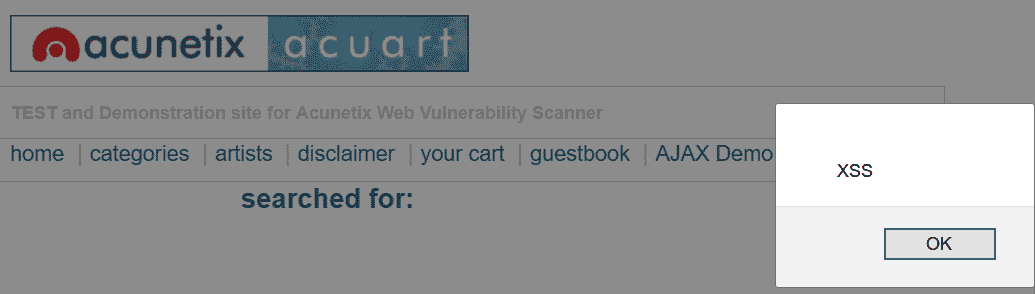 acunetix acuart
TEST and Demonstration site for Acunetix Web Vulnerability Scanner
home categories artists disclaimer your cart guestbook AJAX Demo
searched for:
XSS
OK